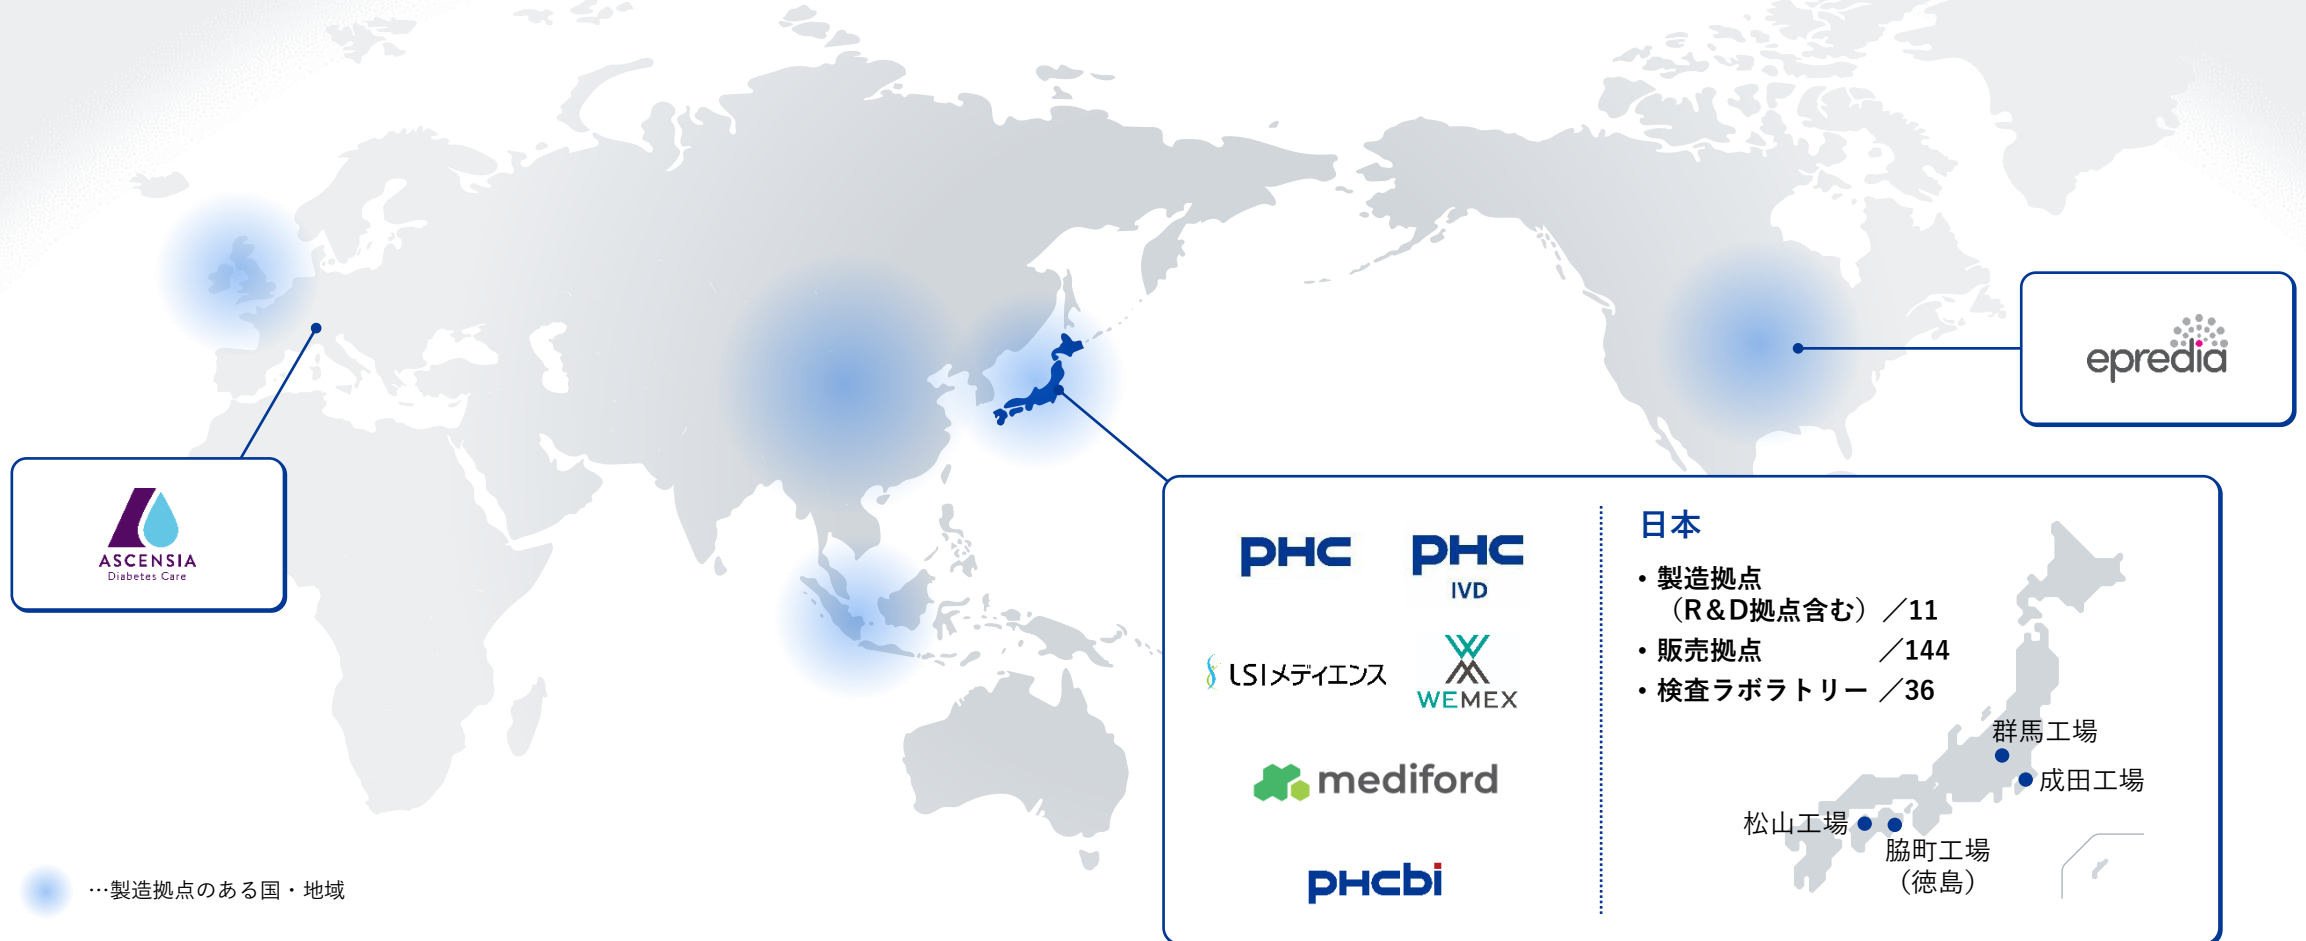 ASCENSIA
Diabetes Care
epredia
PHC
PHC
IVD
LSIメディエンス
WEMEX
mediford
PHCbi
日本
・製造拠点
（R＆D拠点含む）／11
・販売拠点 ／144
・検査ラボラトリー ／36
群馬工場
成田工場
松山工場
脇町工場
（徳島）
…製造拠点のある国・地域